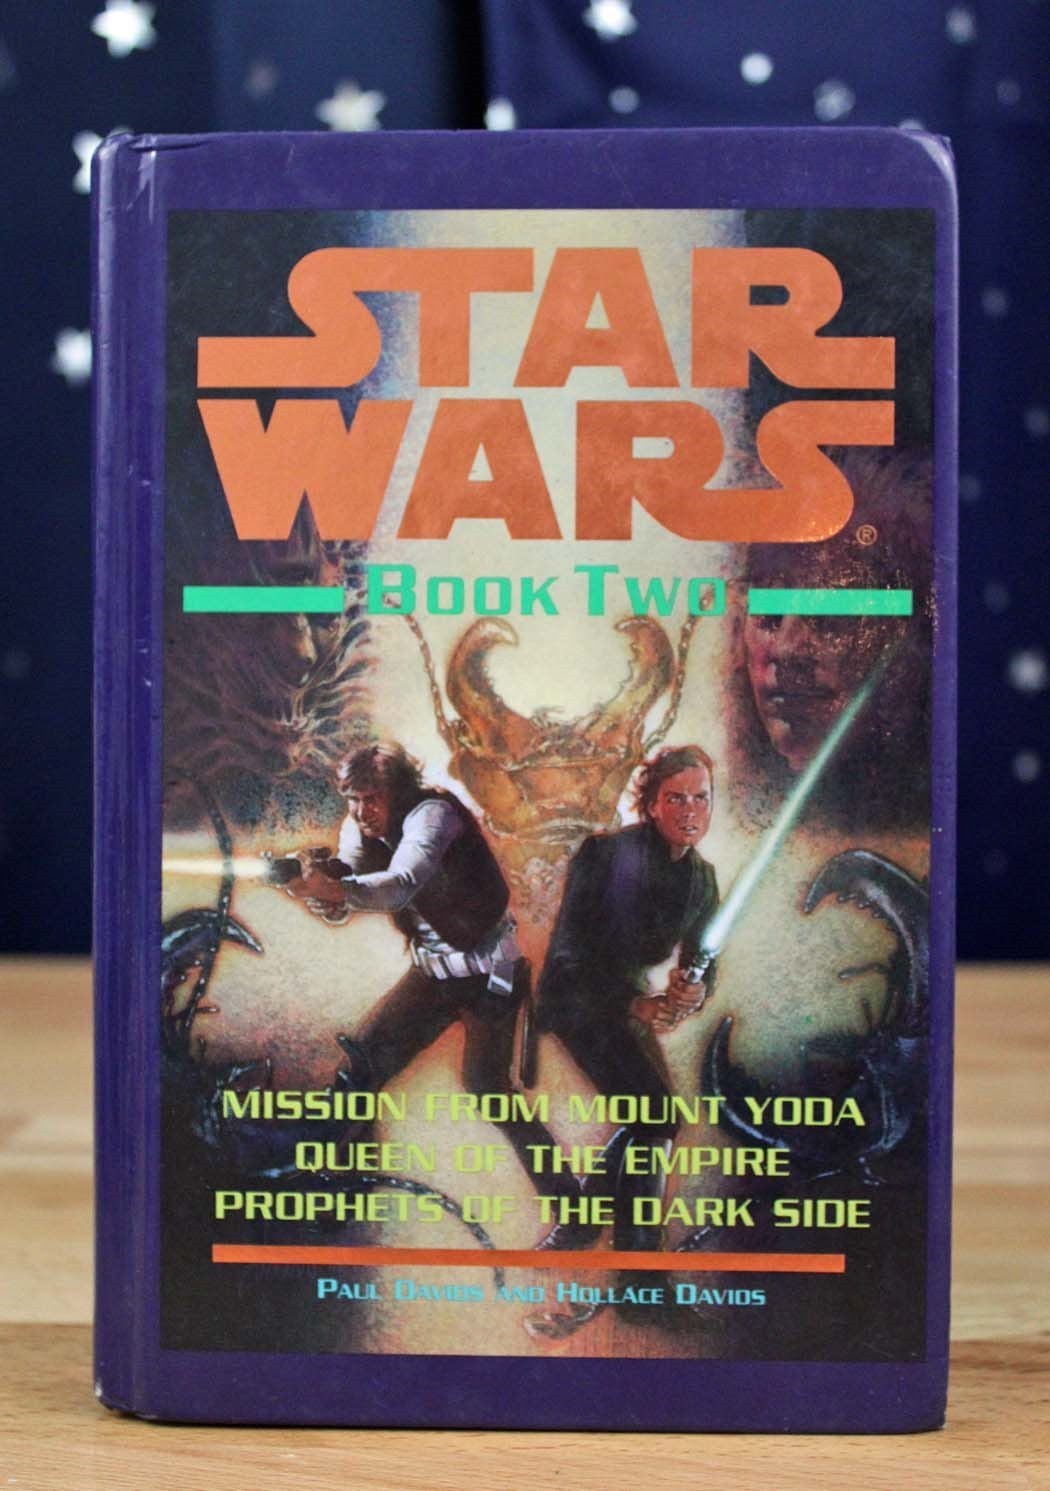 STAR
WARS®
BOOK TWO
MISSION FROM MOUNT YODA
QUEEN OF THE EMPIRE
PROPHETS OF THE DARK SIDE
PAUL DAVIDS AND HOLLACE DAVIDS